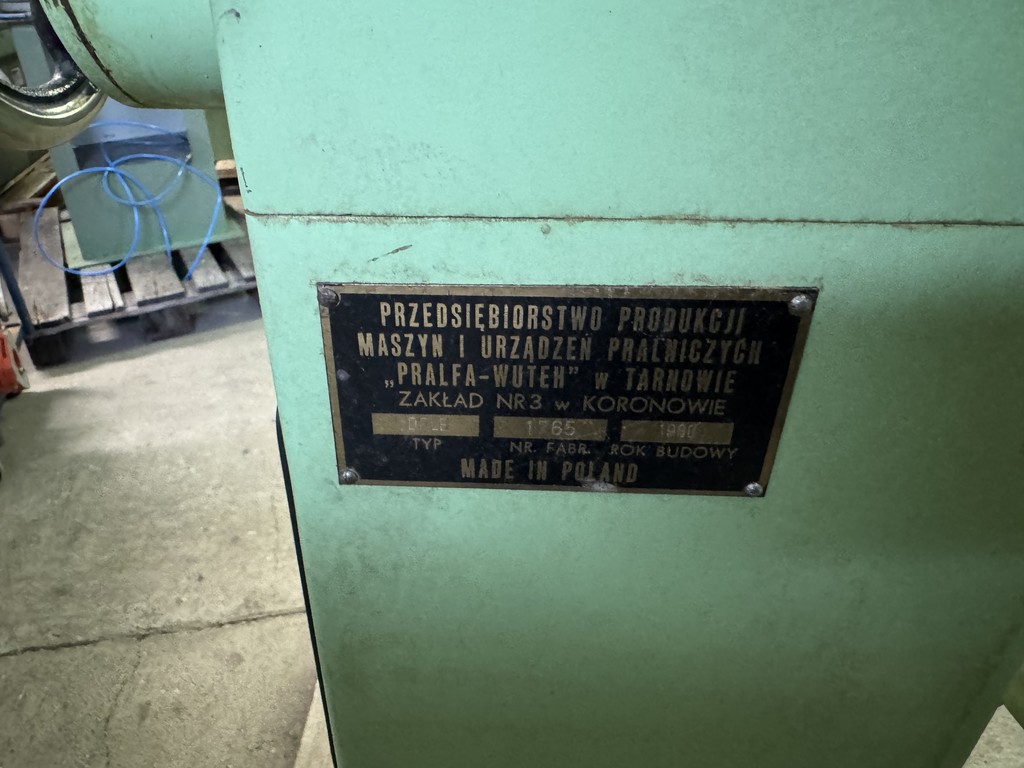 PRZEDSIĘBIORSTWO PRODUKCJI
MASZYN I URZĄDZEŃ PRALNICZYCH
„PRALFA-WUTEH” w TARNOWIE
ZAKŁAD NR3 w KORONOWIE
1765
TYP NR. FABR. ROK BUDOWY
MADE IN POLAND